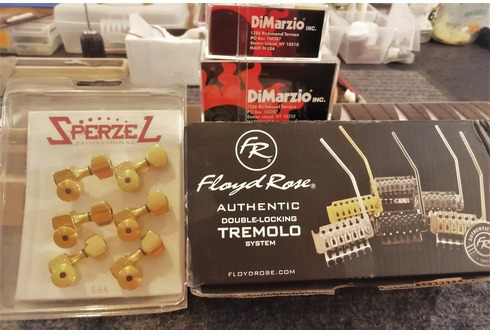 DiMarzio INC.
1388 Richmond Terrace
PO Box 100387
Staten Island, NY 10310
MADE IN USA
DiMarzio INC.
1388 Richmond Terrace
PO Box 100387
Staten Island, NY 10310
SPERZEL
PROFESSIONAL
U.S.A.
FR
Floyd Rose®
AUTHENTIC
DOUBLE-LOCKING
TREMOLO
SYSTEM
FLOYDROSE.COM
FR